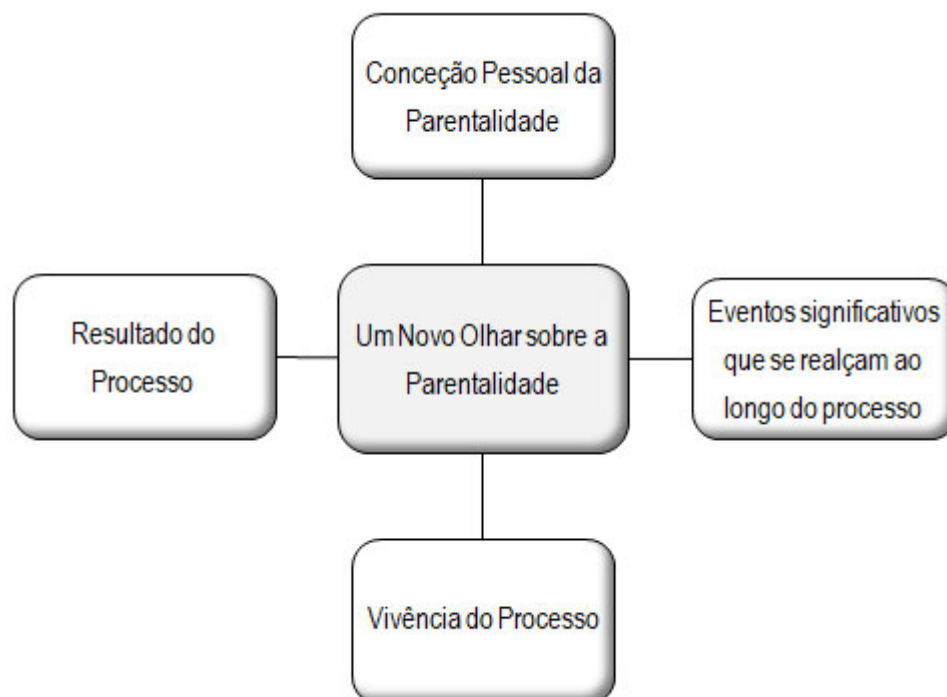 Conceção Pessoal da
Parentalidade
Resultado do
Processo
Um Novo Olhar sobre a
Parentalidade
Eventos significativos
que se realçam ao
longo do processo
Vivência do Processo